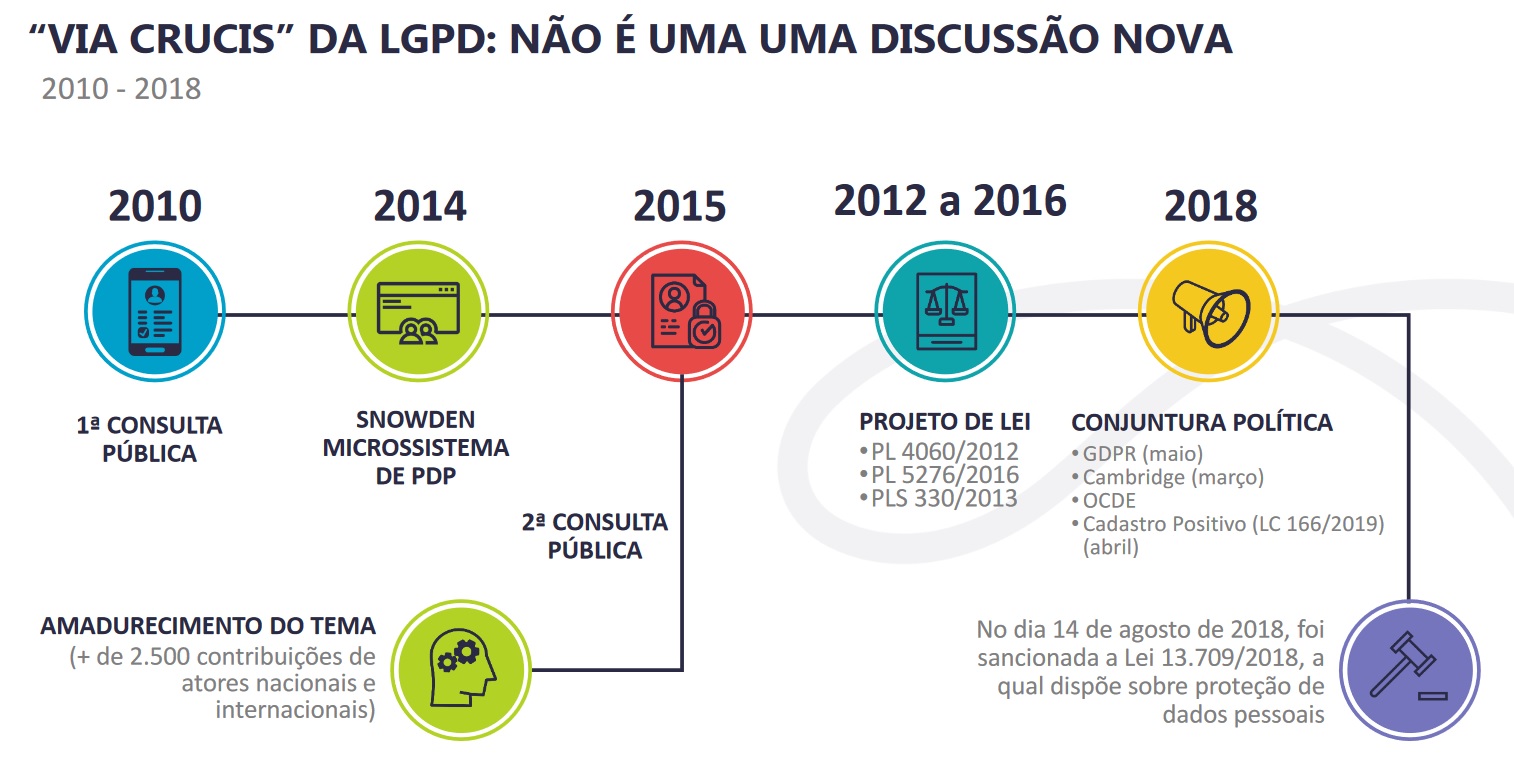 “VIA CRUCIS” DA LGPD: NÃO É UMA UMA DISCUSSÃO NOVA
2010 - 2018
2010
1ª CONSULTA
PÚBLICA
2014
SNOWDEN
MICROSSISTEMA
DE PDP
2015
2ª CONSULTA
PÚBLICA
AMADURECIMENTO DO TEMA
(+ de 2.500 contribuições de
atores nacionais e
internacionais)
2012 a 2016
PROJETO DE LEI
• PL 4060/2012
• PL 5276/2016
• PLS 330/2013
2018
CONJUNTURA POLÍTICA
• GDPR (maio)
• Cambridge (março)
• OCDE
• Cadastro Positivo (LC 166/2019)
(abril)
No dia 14 de agosto de 2018, foi
sancionada a Lei 13.709/2018, a
qual dispõe sobre proteção de
dados pessoais